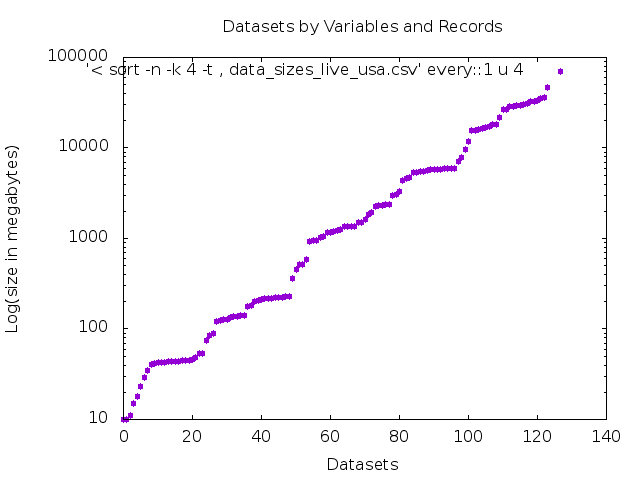 Datasets by Variables and Records
100000
'< sort -n -k 4 -t , data_sizes_live_usa.csv' every::1 u 4
10000
1000
100
10
Log(size in megabytes)
0 20 40 60 80 100 120 140
Datasets